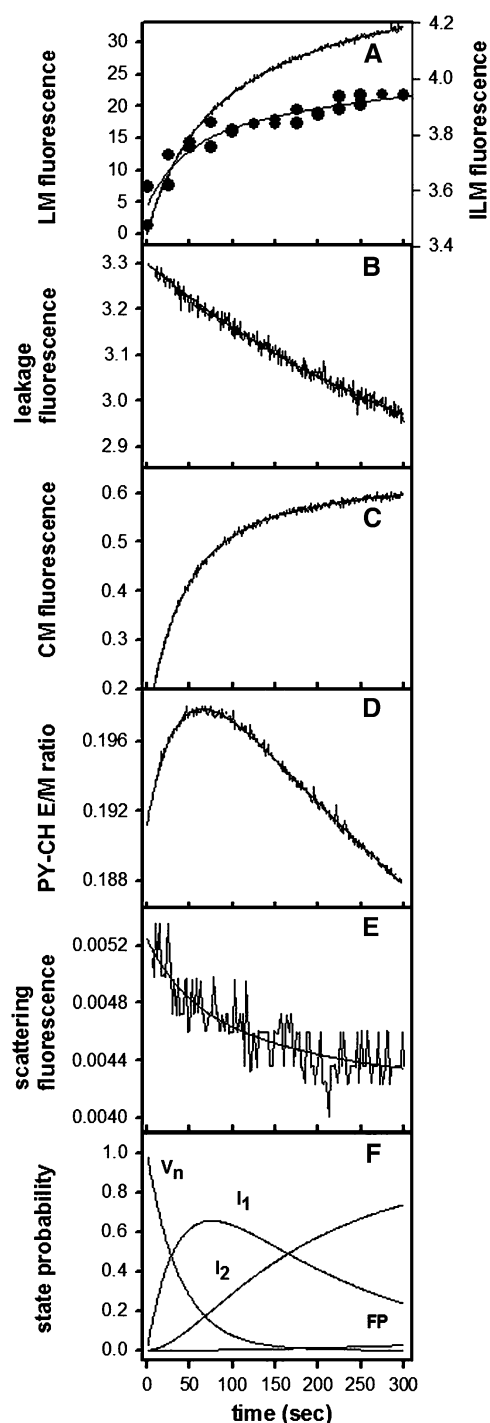 A
LM fluorescence
30
25
20
15
10
5
0
4.2
4.0
3.8
3.6
3.4
ILM fluorescence
B
leakage
fluorescence
3.3
3.2
3.1
3.0
2.9
C
CM fluorescence
0.6
0.5
0.4
0.3
0.2
D
PY-CH E/M ratio
0.196
0.192
0.188
E
scattering
fluorescence
0.0052
0.0048
0.0044
0.0040
F
state probability
1.0
0.8
0.6
0.4
0.2
0.0
Vn
I1
I2
FP
0 50 100 150 200 250 300
time (sec)